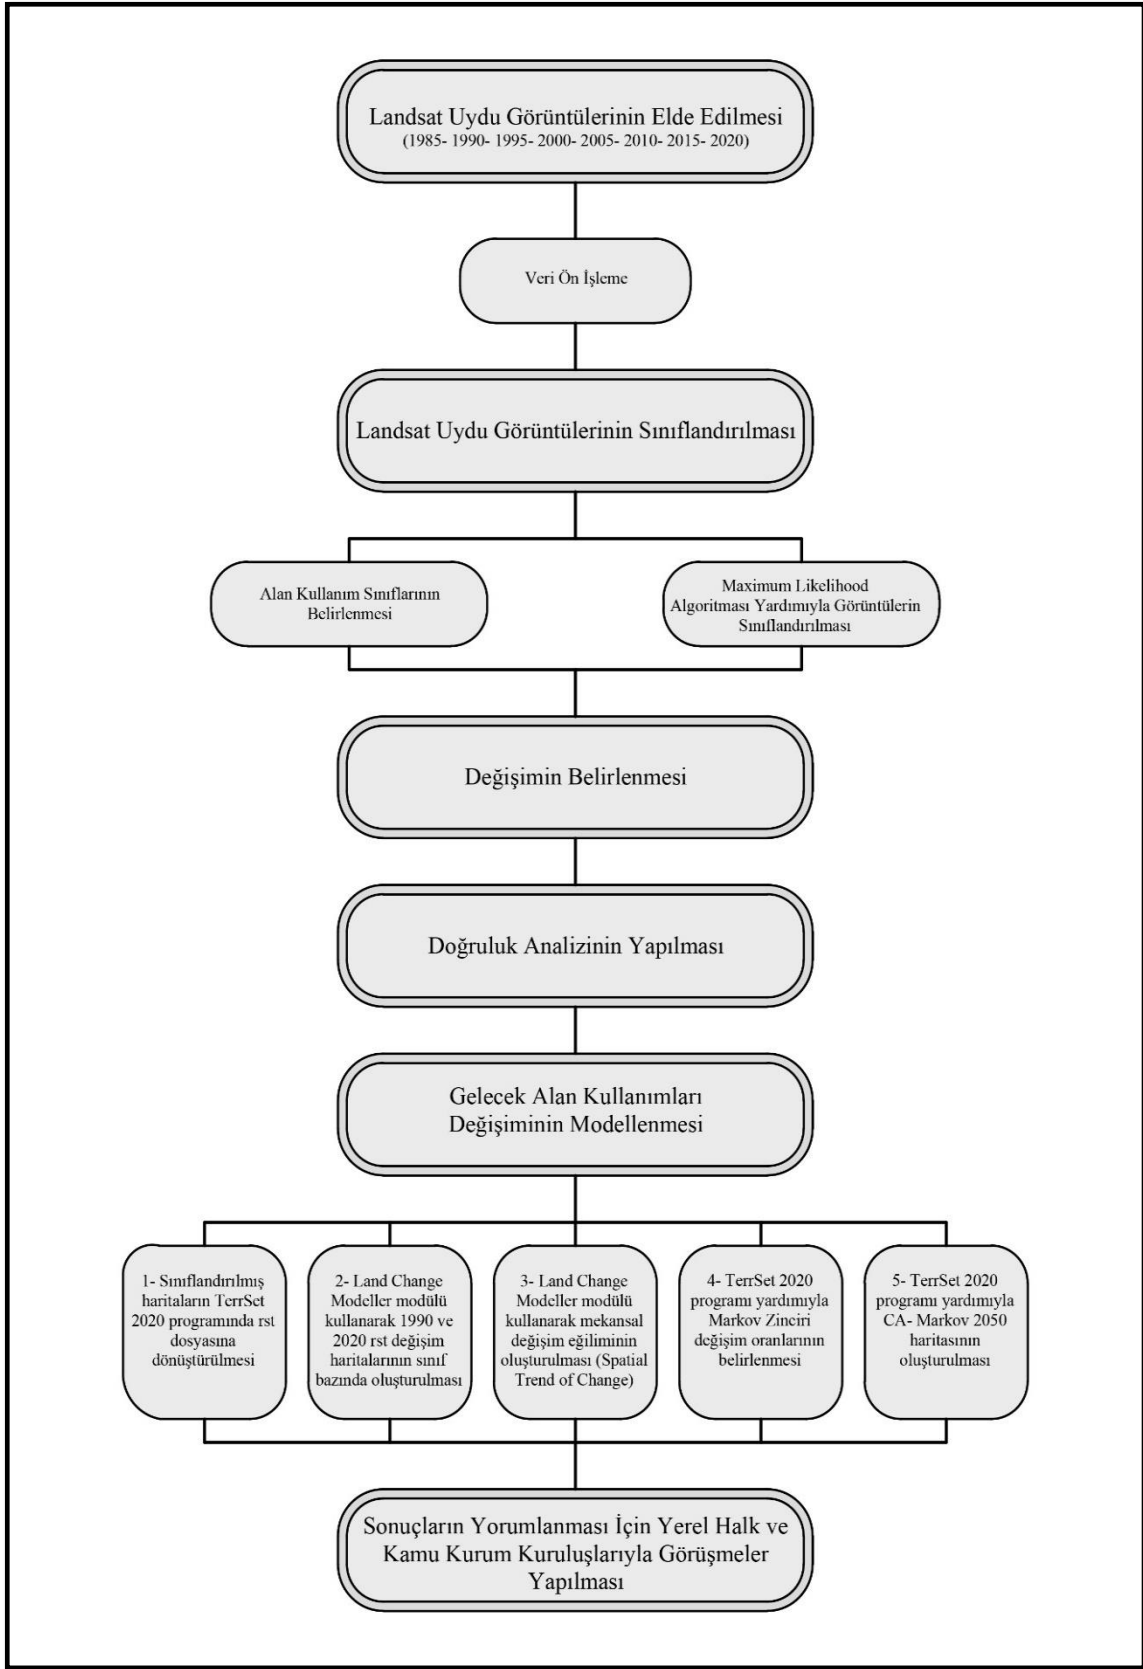 Landsat Uydu Görüntülerinin Elde Edilmesi
(1985- 1990- 1995- 2000- 2005- 2010- 2015- 2020)
Veri Ön İşleme
Landsat Uydu Görüntülerinin Sınıflandırılması
Alan Kullanım Sınıflarının
Belirlenmesi
Maximum Likelihood
Algoritması Yardımıyla Görüntülerin
Sınıflandırılması
Değişimin Belirlenmesi
Doğruluk Analizinin Yapılması
Gelecek Alan Kullanımları
Değişiminin Modellenmesi
1- Sınıflandırılmış
haritaların TerrSet
2020 programında rst
dosyasına
dönüştürülmesi
2- Land Change
Modeller modülü
kullanarak 1990 ve
2020 rst değişim
haritalarının sınıf
bazında oluşturulması
3- Land Change
Modeller modülü
kullanarak mekansal
değişim eğiliminin
oluşturulması (Spatial
Trend of Change)
4- TerrSet 2020
programı yardımıyla
Markov Zinciri
değişim oranlarının
belirlenmesi
5- TerrSet 2020
programı yardımıyla
CA- Markov 2050
haritasının
oluşturulması
Sonuçların Yorumlanması İçin Yerel Halk ve
Kamu Kurum Kuruluşlarıyla Görüşmeler
Yapılması